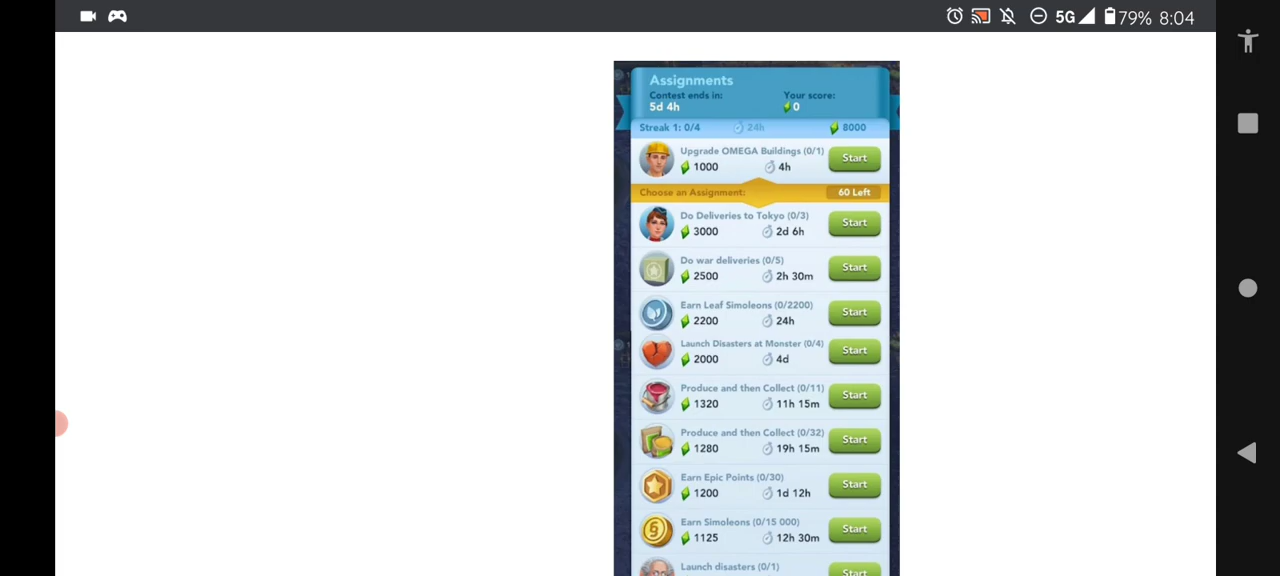 5G 79% 8:04
Assignments
Contest ends in: Your score:
5d 4h 0
Streak 1: 0/4 24h 8000
Upgrade OMEGA Buildings (0/1)
1000 4h Start
Choose an Assignment: 60 Left
Do Deliveries to Tokyo (0/3)
3000 2d 6h Start
Do war deliveries (0/5)
2500 2h 30m Start
Earn Leaf Simoleons (0/2200)
2200 24h Start
Launch Disasters at Monster (0/4)
2000 4d Start
Produce and then Collect (0/11)
1320 11h 15m Start
Produce and then Collect (0/32)
1280 19h 15m Start
Earn Epic Points (0/30)
1200 1d 12h Start
Earn Simoleons (0/15 000)
1125 12h 30m Start
Launch disasters (0/1)
Start